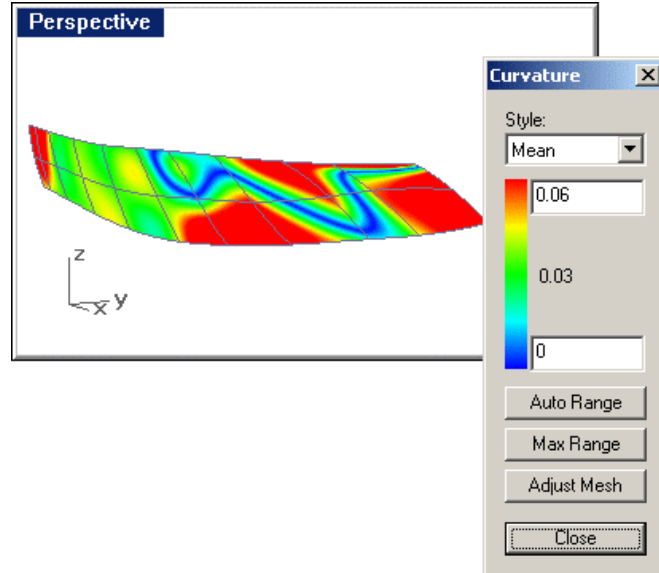 Perspective
Curvature
Style:
Mean
0.06
0.03
0
z
y
x
Auto Range
Max Range
Adjust Mesh
Close